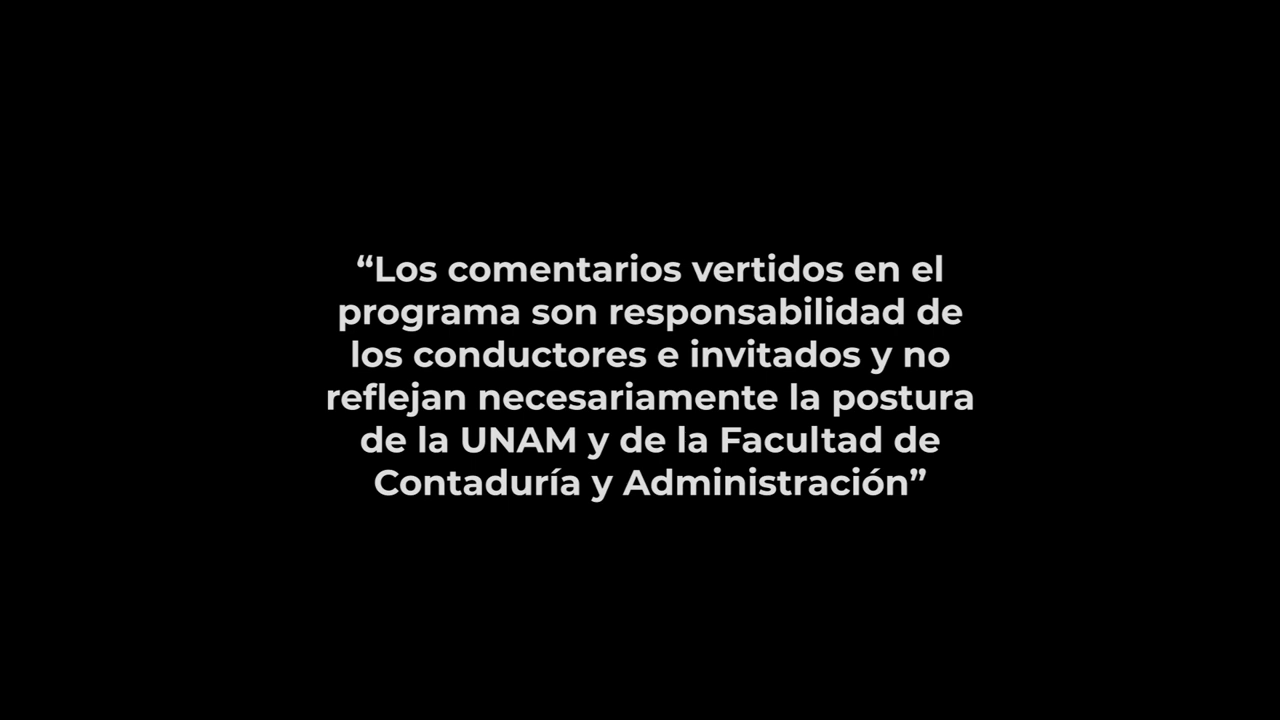 “Los comentarios vertidos en el
programa son responsabilidad de
los conductores e invitados y no
reflejan necesariamente la postura
de la UNAM y de la Facultad de
Contaduría y Administración”